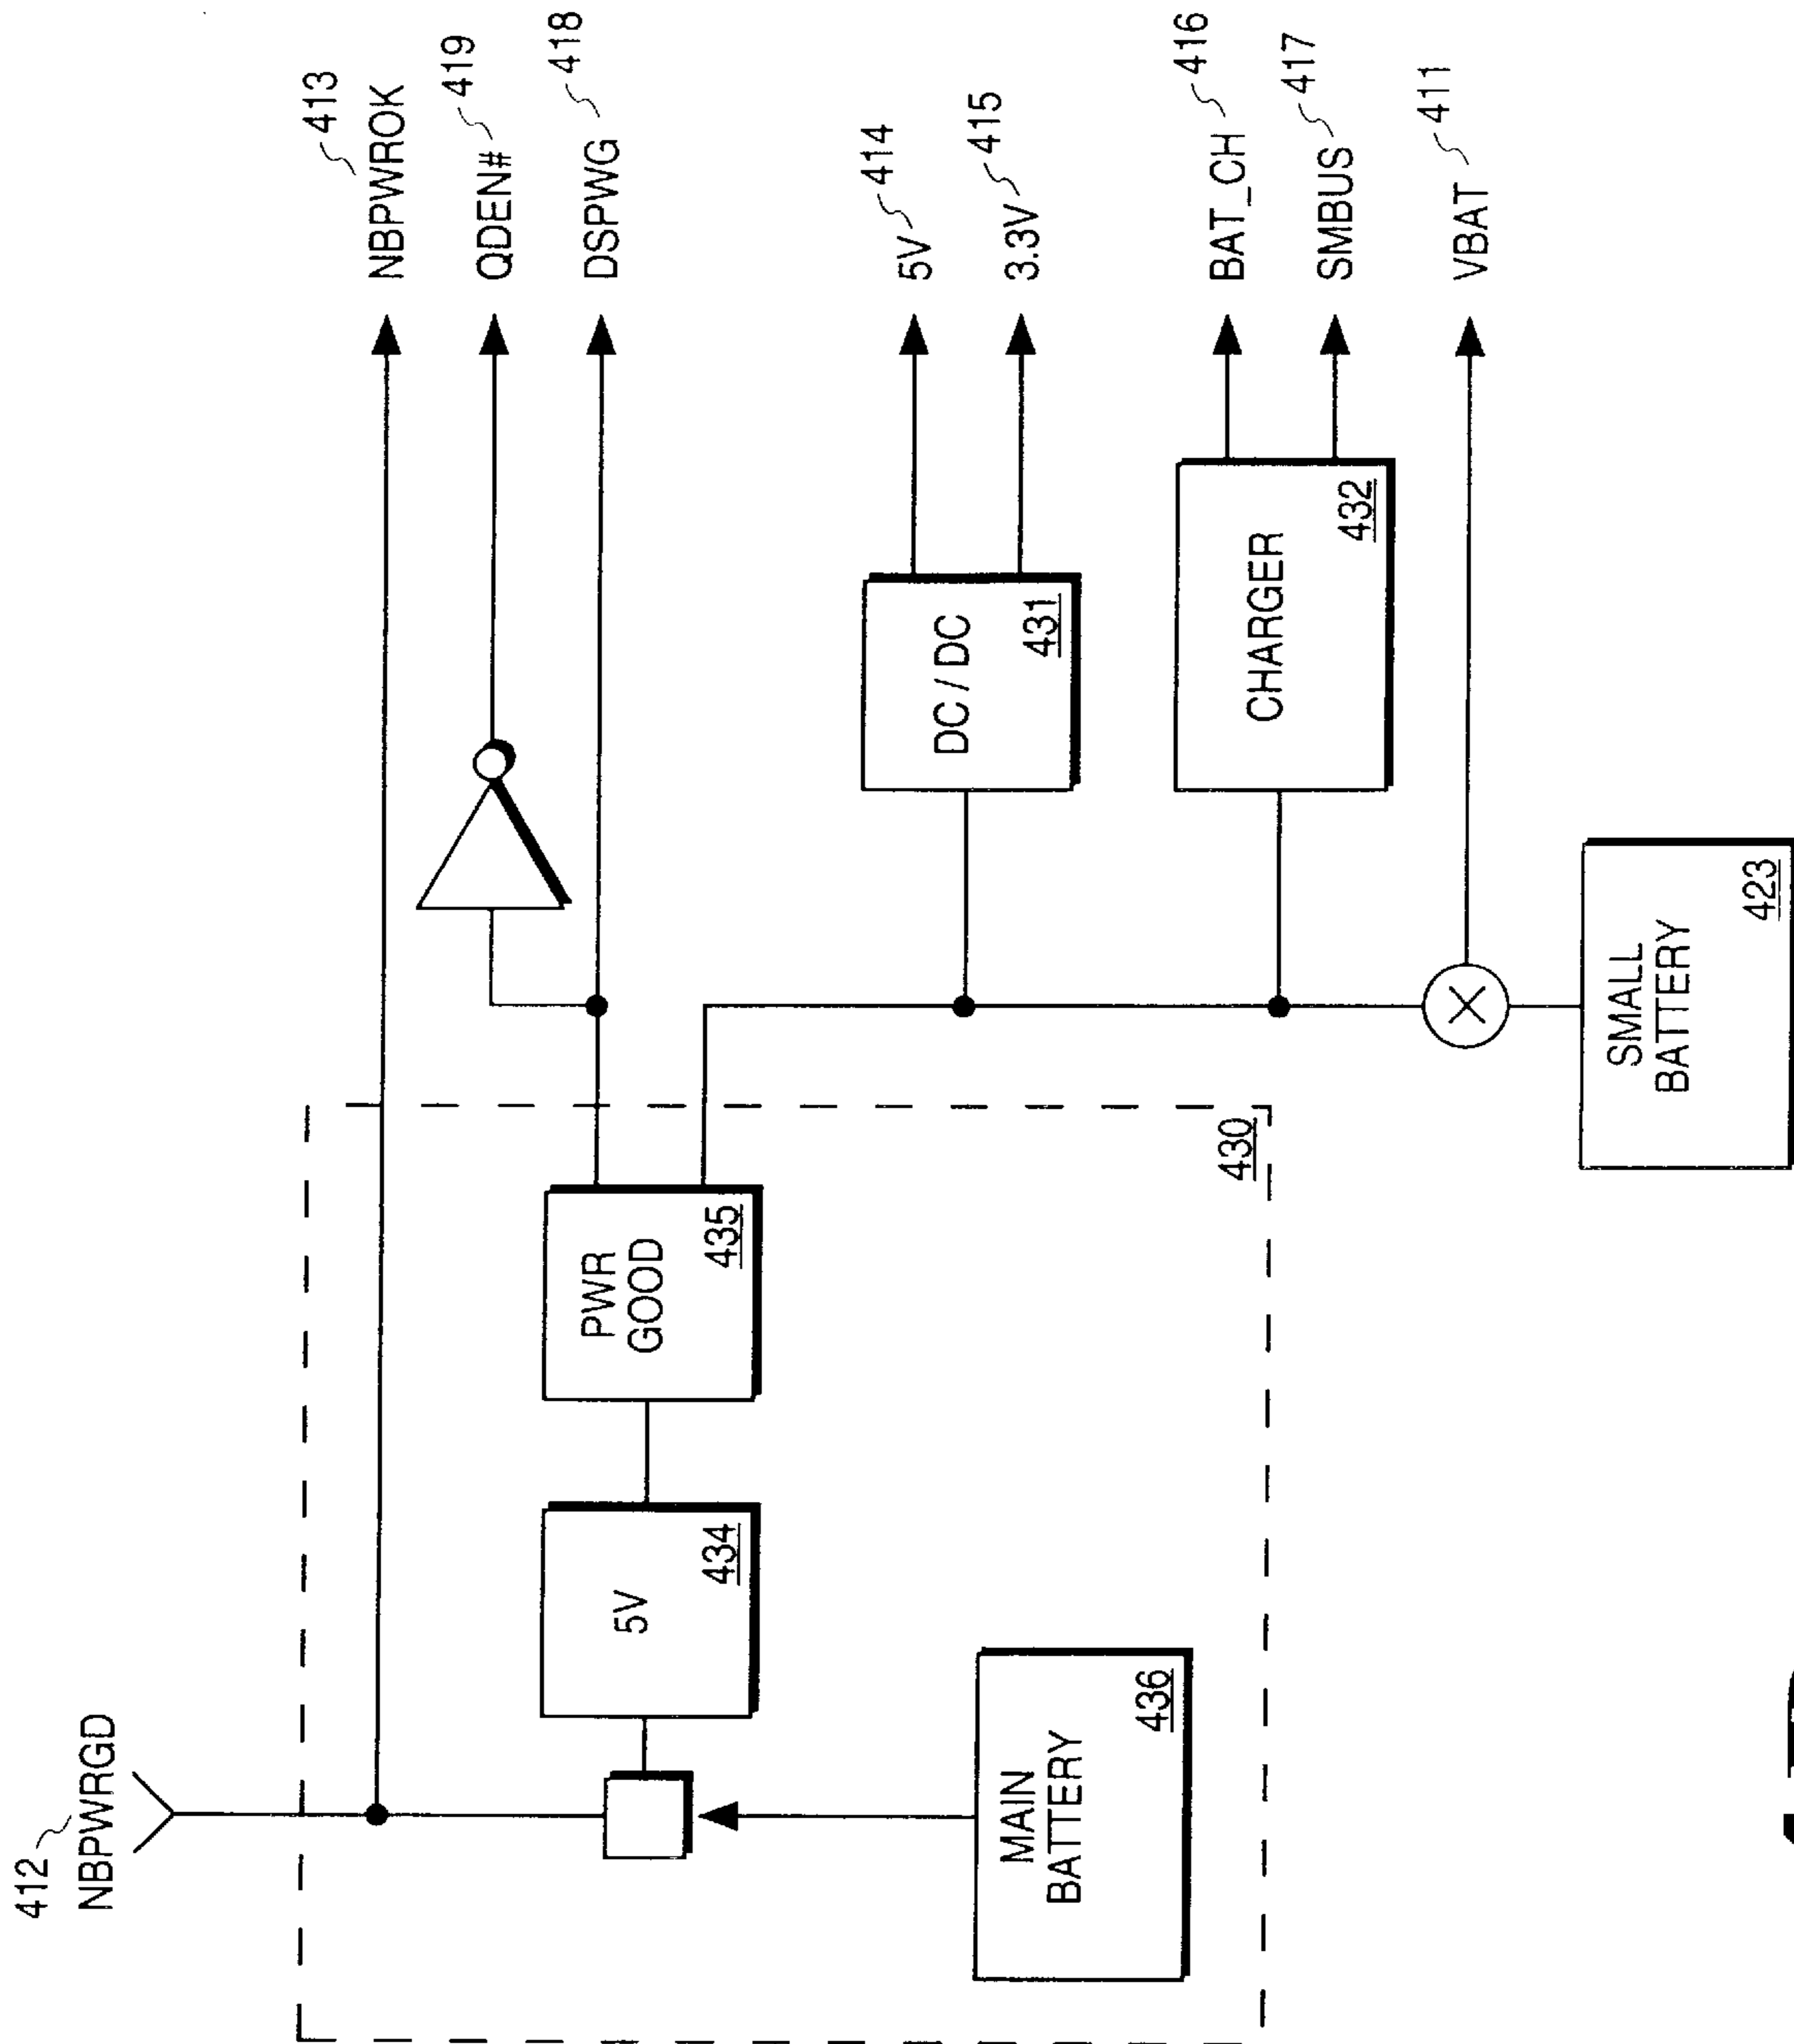 412
NBPWRGD
413
NBPWROK
419
QDEN#
418
DSPWG
5V
434
PWR
GOOD
435
MAIN
BATTERY
436
430
414
5V
415
3.3V
DC / DC
431
416
BAT_CH
417
SMBUS
CHARGER
432
411
VBAT
SMALL
BATTERY
423